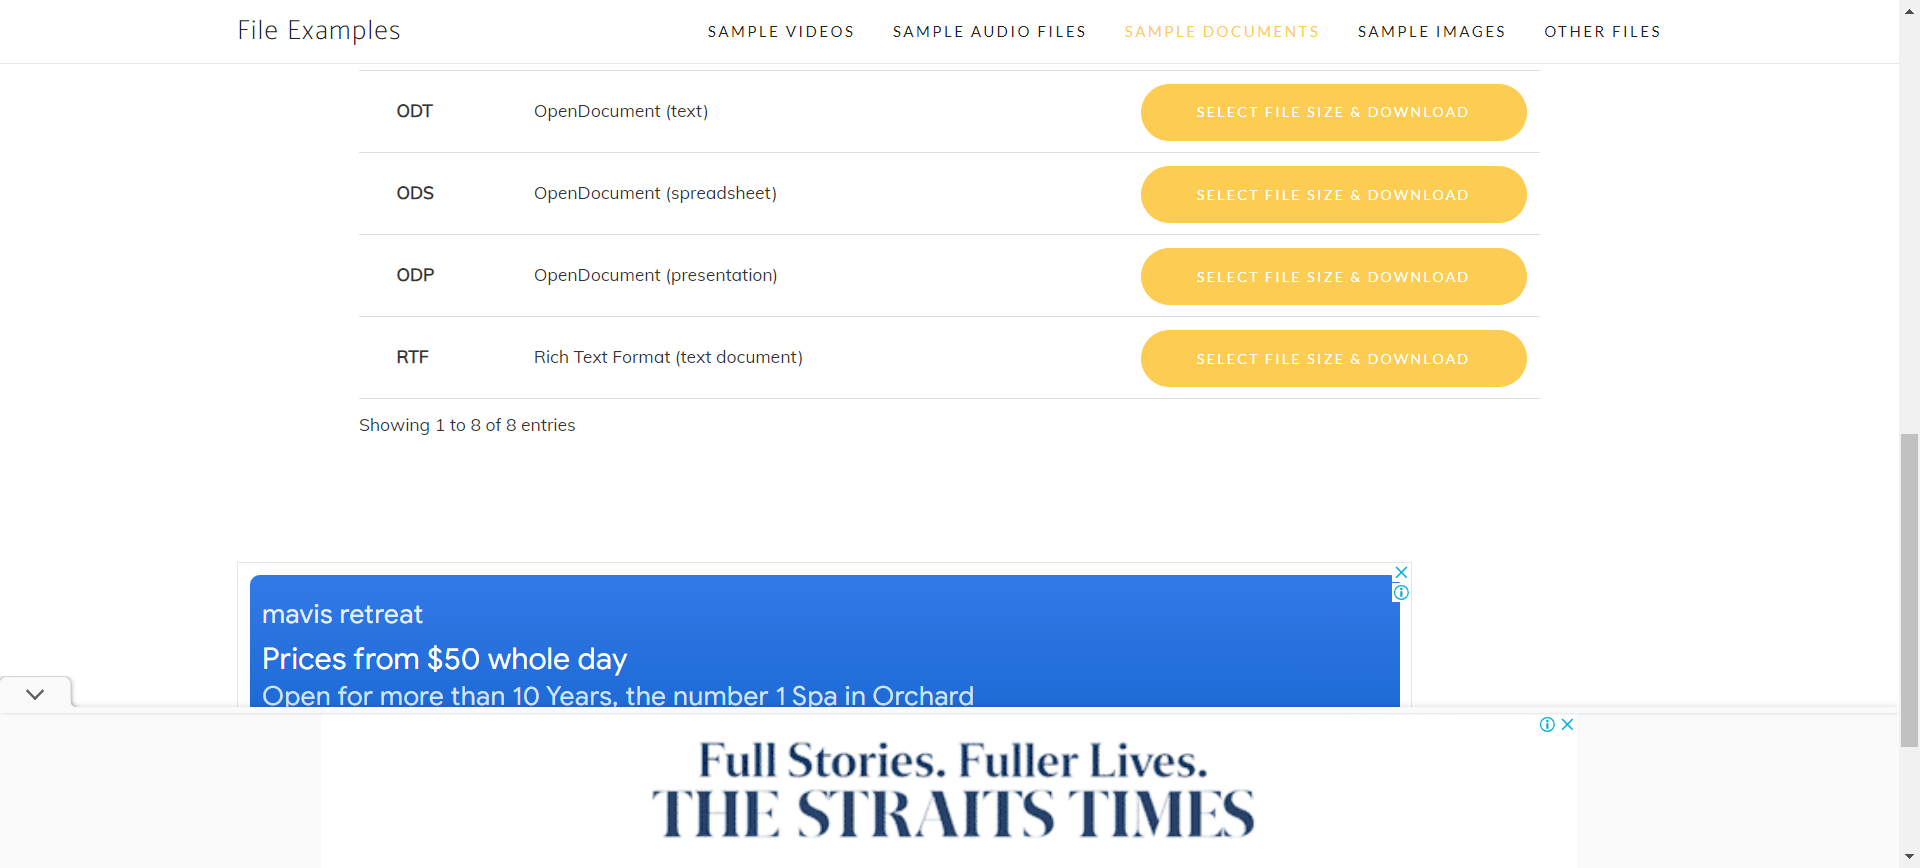 File Examples
SAMPLE VIDEOS
SAMPLE AUDIO FILES
SAMPLE DOCUMENTS
SAMPLE IMAGES
OTHER FILES
ODT OpenDocument (text) SELECT FILE SIZE & DOWNLOAD
ODS OpenDocument (spreadsheet) SELECT FILE SIZE & DOWNLOAD
ODP OpenDocument (presentation) SELECT FILE SIZE & DOWNLOAD
RTF Rich Text Format (text document) SELECT FILE SIZE & DOWNLOAD
Showing 1 to 8 of 8 entries
mavis retreat
Prices from $50 whole day
Open for more than 10 Years, the number 1 Spa in Orchard
Full Stories. Fuller Lives.
THE STRAITS TIMES